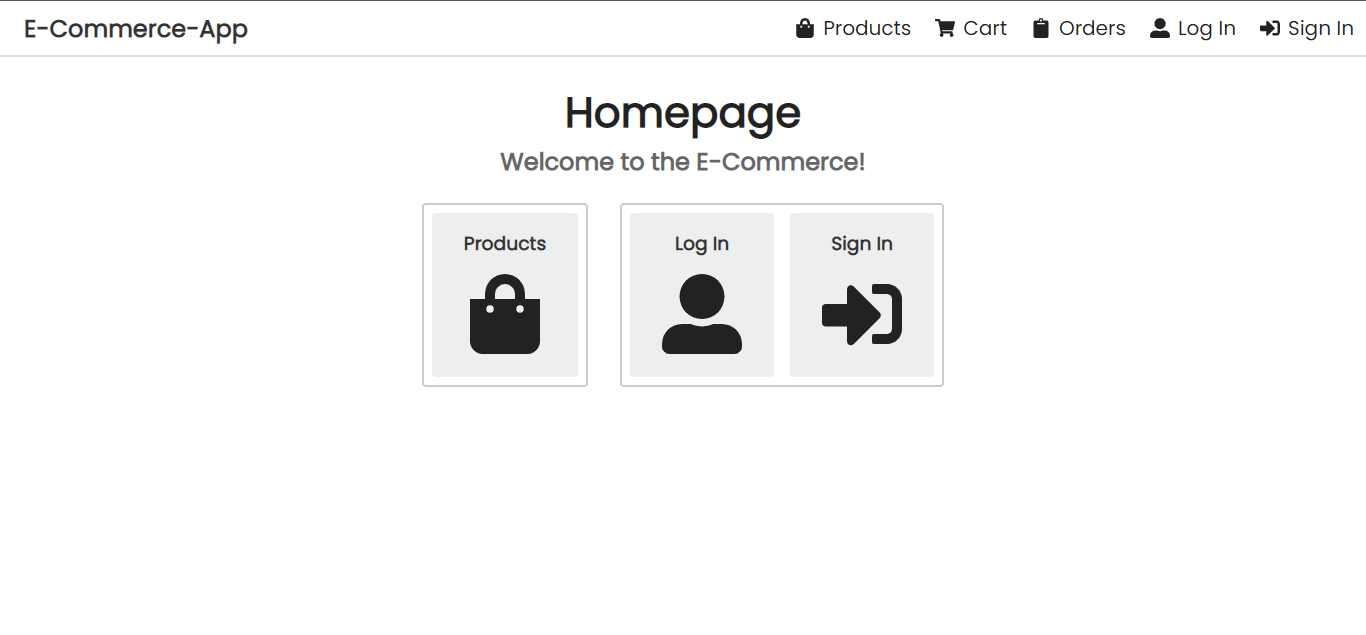 E-Commerce-App Products Cart Orders Log In Sign In
Homepage
Welcome to the E-Commerce!
Products Log In Sign In